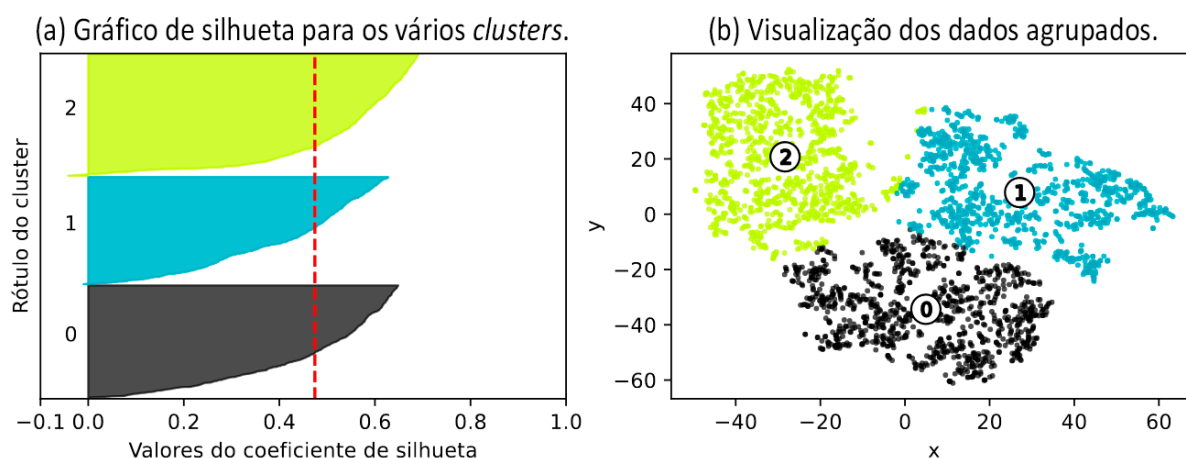 (a) Gráfico de silhueta para os vários clusters.
Rótulo do cluster
2
1
0
−0.1 0.0 0.2 0.4 0.6 0.8 1.0
Valores do coeficiente de silhueta
(b) Visualização dos dados agrupados.
y
40
20
0
−20
−40
−60
2
1
0
−40 −20 0 20 40 60
x